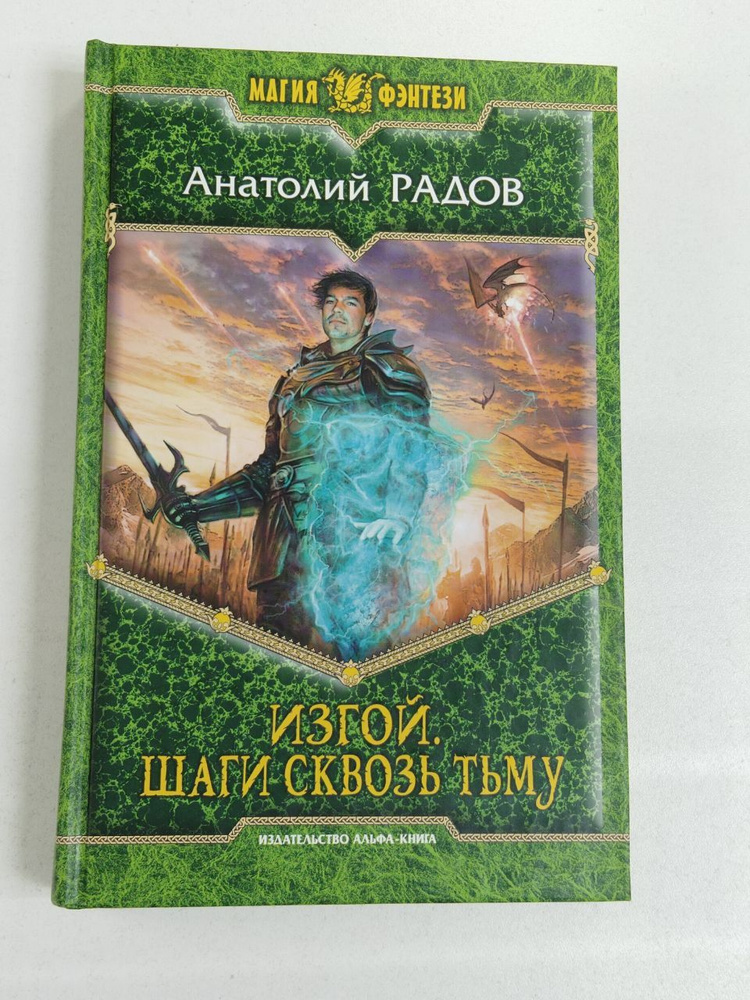 МАГИЯ ФЭНТЕЗИ
Анатолий РАДОВ
ИЗГОЙ.
ШАГИ СКВОЗЬ ТЬМУ
ИЗДАТЕЛЬСТВО АЛЬФА-КНИГА